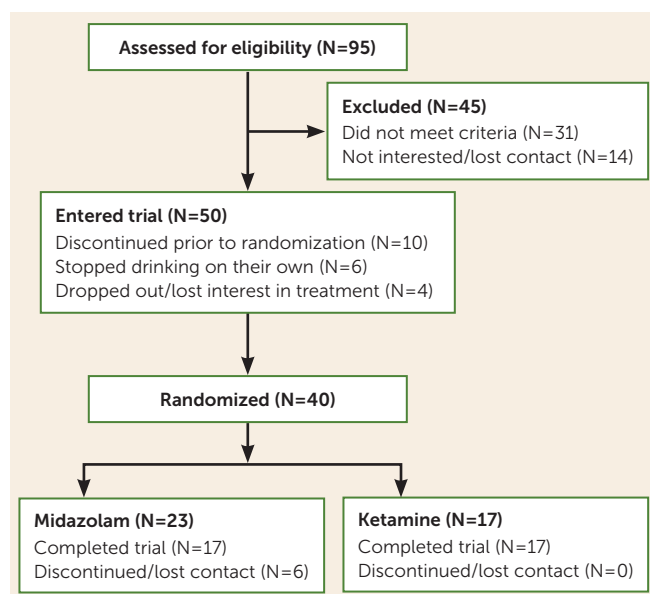 Assessed for eligibility (N=95)
Excluded (N=45)
Did not meet criteria (N=31)
Not interested/lost contact (N=14)
Entered trial (N=50)
Discontinued prior to randomization (N=10)
Stopped drinking on their own (N=6)
Dropped out/lost interest in treatment (N=4)
Randomized (N=40)
Midazolam (N=23)
Completed trial (N=17)
Discontinued/lost contact (N=6)
Ketamine (N=17)
Completed trial (N=17)
Discontinued/lost contact (N=0)